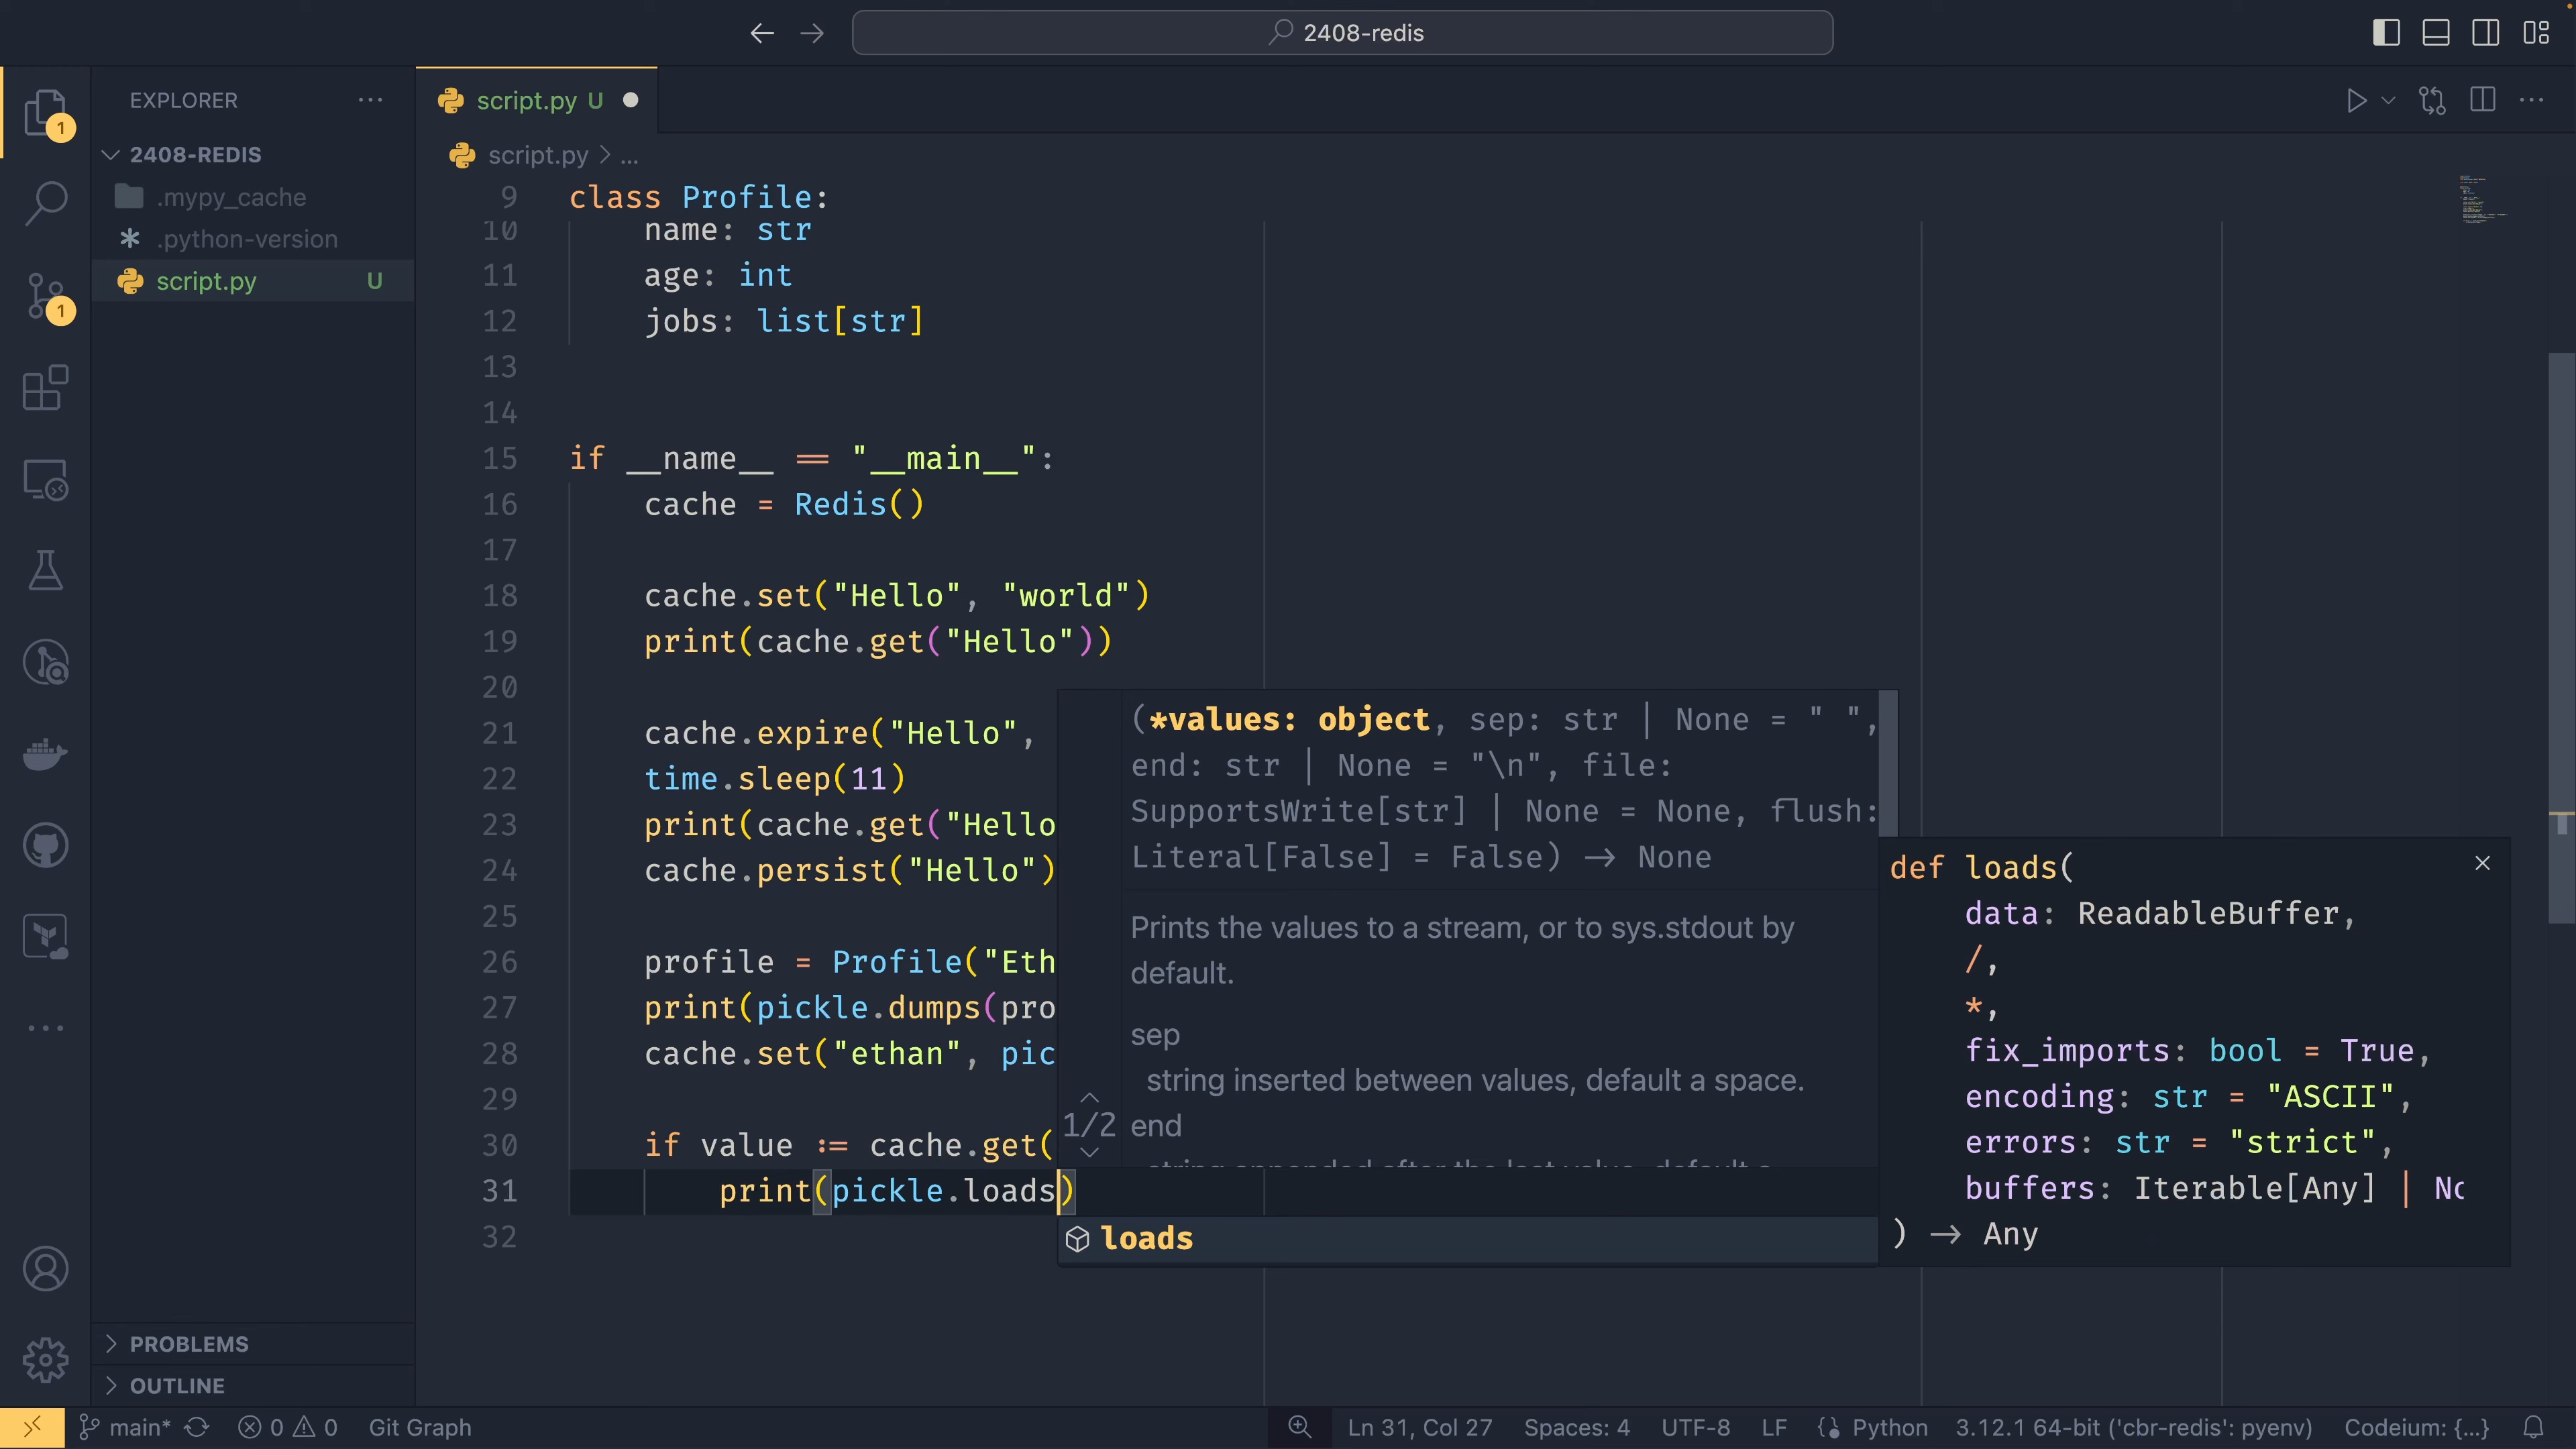 2408-redis
EXPLORER
2408-REDIS
.mypy_cache
.python-version
script.py U
1
1
script.py U
script.py > ...
9 class Profile:
10 name: str
11 age: int
12 jobs: list[str]
13
14
15 if __name__ == "__main__":
16 cache = Redis()
17
18 cache.set("Hello", "world")
19 print(cache.get("Hello"))
20
21 cache.expire("Hello",
22 time.sleep(11)
23 print(cache.get("Hello
24 cache.persist("Hello")
25
26 profile = Profile("Eth
27 print(pickle.dumps(pro
28 cache.set("ethan", pic
29
30 if value := cache.get(
31 print(pickle.loads)
32
(*values: object, sep: str | None = " ",
end: str | None = "\n", file:
SupportsWrite[str] | None = None, flush:
Literal[False] = False) → None
Prints the values to a stream, or to sys.stdout by
default.
sep
string inserted between values, default a space.
1/2
end
string appended after the last value, default a
loads
def loads(
data: ReadableBuffer,
/,
*,
fix_imports: bool = True,
encoding: str = "ASCII",
errors: str = "strict",
buffers: Iterable[Any] | No
) → Any
PROBLEMS
OUTLINE
main* 0 0 Git Graph
Ln 31, Col 27 Spaces: 4 UTF-8 LF Python 3.12.1 64-bit ('cbr-redis': pyenv) Codeium: {...}